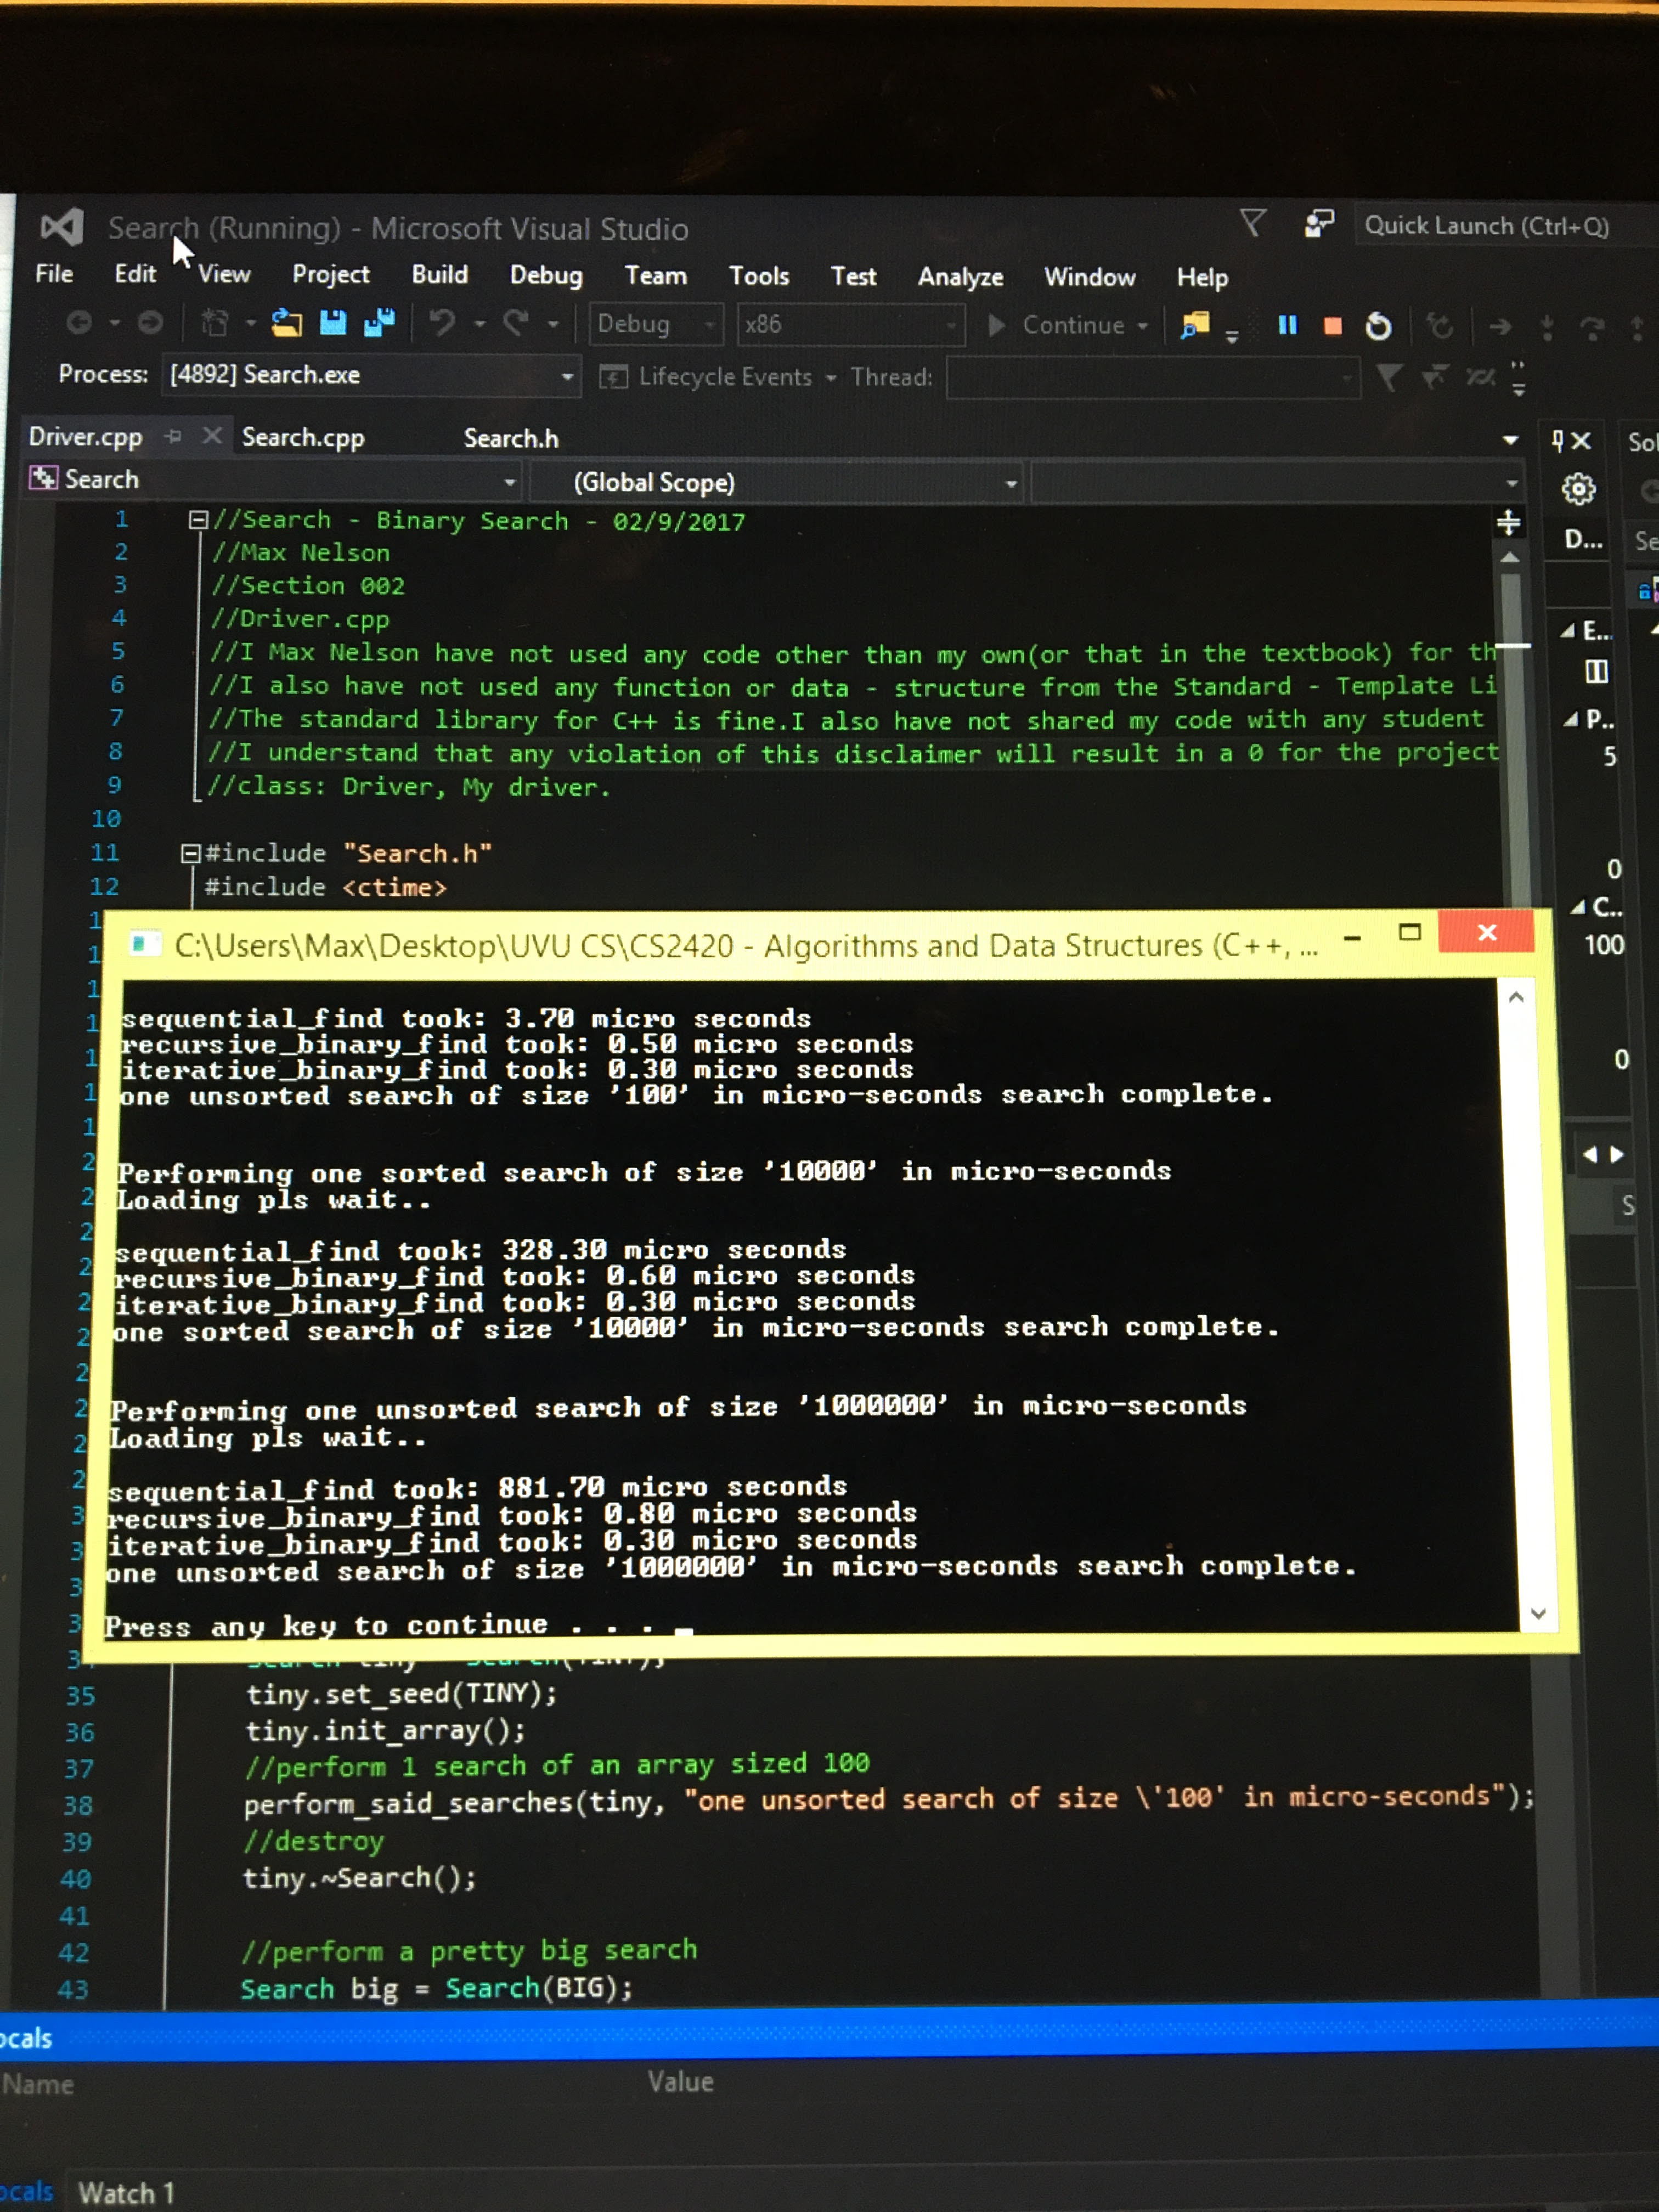 Search (Running) - Microsoft Visual Studio
Quick Launch (Ctrl+Q)
File Edit View Project Build Debug Team Tools Test Analyze Window Help
Debug x86 Continue
Process: [4892] Search.exe Lifecycle Events Thread:
Driver.cpp Search.cpp Search.h
Search (Global Scope)
1 //Search - Binary Search - 02/9/2017
2 //Max Nelson
3 //Section 002
4 //Driver.cpp
5 //I Max Nelson have not used any code other than my own(or that in the textbook) for th
6 //I also have not used any function or data - structure from the Standard - Template Li
7 //The standard library for C++ is fine.I also have not shared my code with any student
8 //I understand that any violation of this disclaimer will result in a 0 for the project
9 //class: Driver, My driver.
10
11 #include "Search.h"
12 #include <ctime>
C:\Users\Max\Desktop\UVU CS\CS2420 - Algorithms and Data Structures (C++, ...
sequential_find took: 3.70 micro seconds
recursive_binary_find took: 0.50 micro seconds
iterative_binary_find took: 0.30 micro seconds
one unsorted search of size '100' in micro-seconds search complete.
Performing one sorted search of size '10000' in micro-seconds
Loading pls wait..
sequential_find took: 328.30 micro seconds
recursive_binary_find took: 0.60 micro seconds
iterative_binary_find took: 0.30 micro seconds
one sorted search of size '10000' in micro-seconds search complete.
Performing one unsorted search of size '1000000' in micro-seconds
Loading pls wait..
sequential_find took: 881.70 micro seconds
recursive_binary_find took: 0.80 micro seconds
iterative_binary_find took: 0.30 micro seconds
one unsorted search of size '1000000' in micro-seconds search complete.
Press any key to continue . . .
35 tiny.set_seed(TINY);
36 tiny.init_array();
37 //perform 1 search of an array sized 100
38 perform_said_searches(tiny, "one unsorted search of size \'100' in micro-seconds");
39 //destroy
40 tiny.~Search();
41
42 //perform a pretty big search
43 Search big = Search(BIG);
ocals
Name Value
ocals Watch 1
Sol
D...
Se
E...
P..
5
0
C..
100
0
S